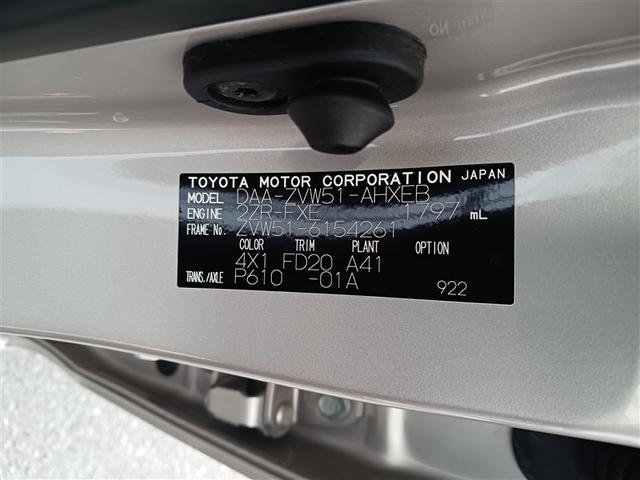 TOYOTA MOTOR CORPORATION JAPAN
MODEL DAA-ZVW51-AHXEB
ENGINE 2ZR-FXE 1797 mL
FRAME No. ZVW51-6154261
COLOR TRIM PLANT OPTION
4X1 FD20 A41
TRANS./AXLE P610 -01A 922